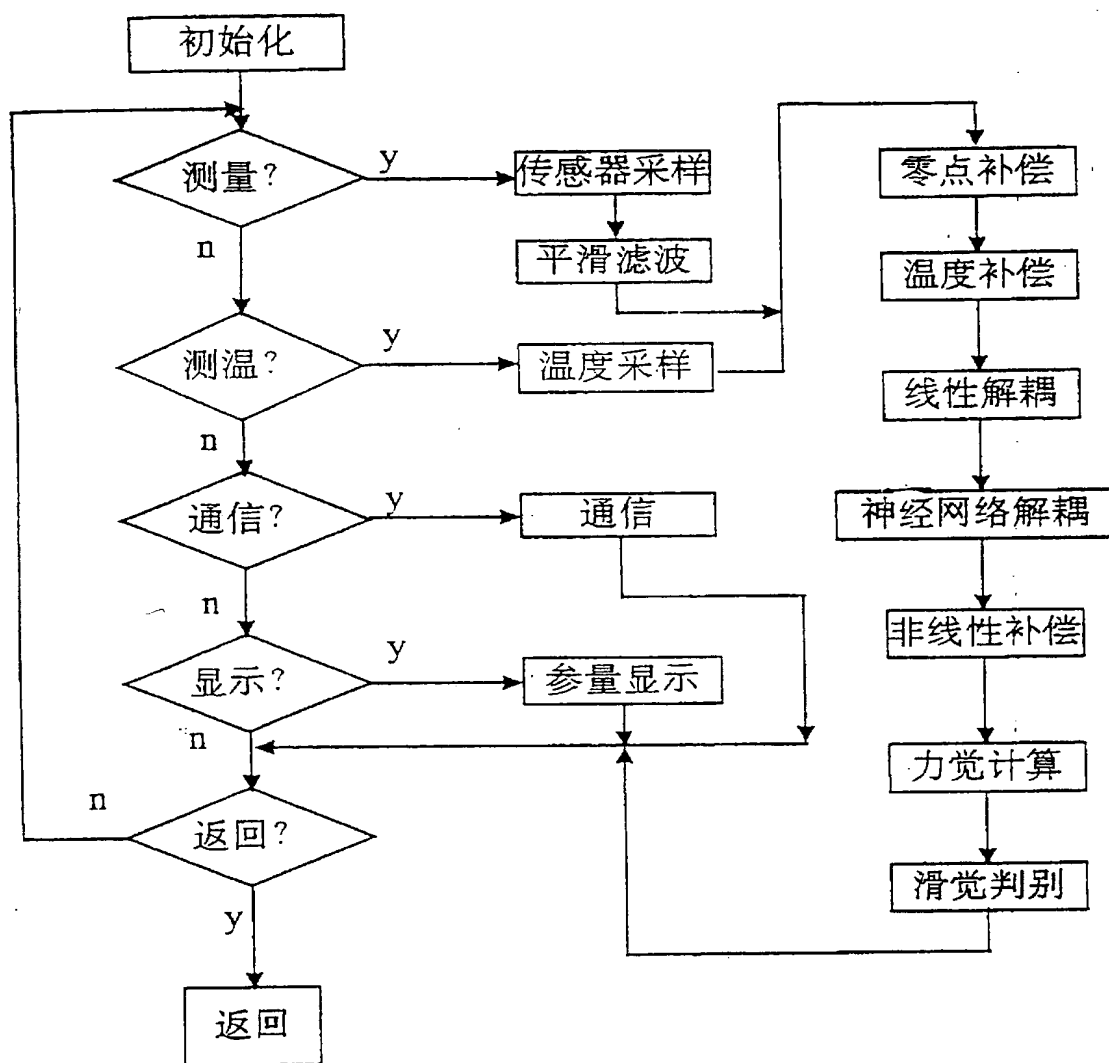 初始化
测量?
y
传感器采样
零点补偿
n
平滑滤波
温度补偿
测温?
y
温度采样
线性解耦
n
通信?
y
通信
神经网络解耦
n
非线性补偿
显示?
y
参量显示
n
力觉计算
n
返回?
滑觉判别
y
返回